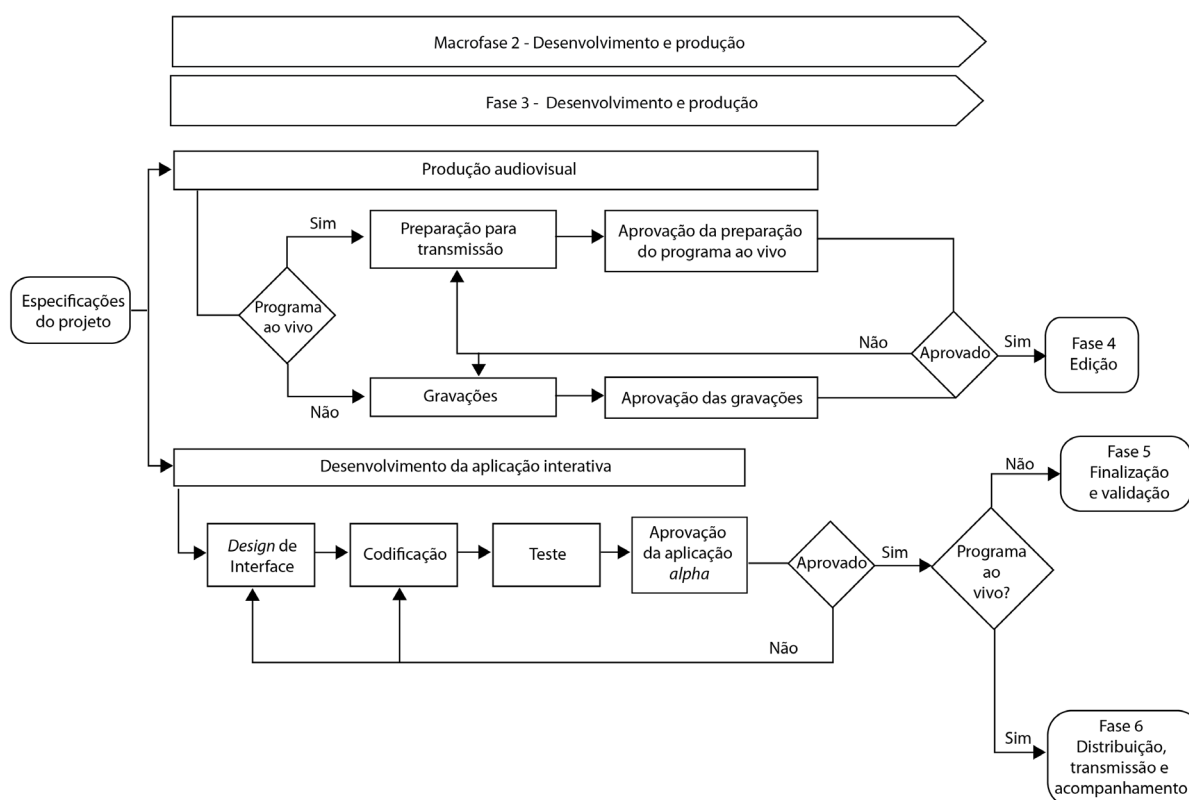 Macrofase 2 - Desenvolvimento e produção
Fase 3 -  Desenvolvimento e produção
Produção audiovisual
Sim
Preparação para
transmissão
Aprovação da preparação
do programa ao vivo
Especificações
do projeto
Programa
ao vivo
Não
Aprovado
Sim
Fase 4
Edição
Não
Gravações
Aprovação das gravações
Desenvolvimento da aplicação interativa
Design de
Interface
Codificação
Teste
Aprovação
da aplicação
alpha
Aprovado
Sim
Não
Programa
ao
vivo?
Não
Fase 5
Finalização
e validação
Sim
Fase 6
Distribuição,
transmissão e
acompanhamento